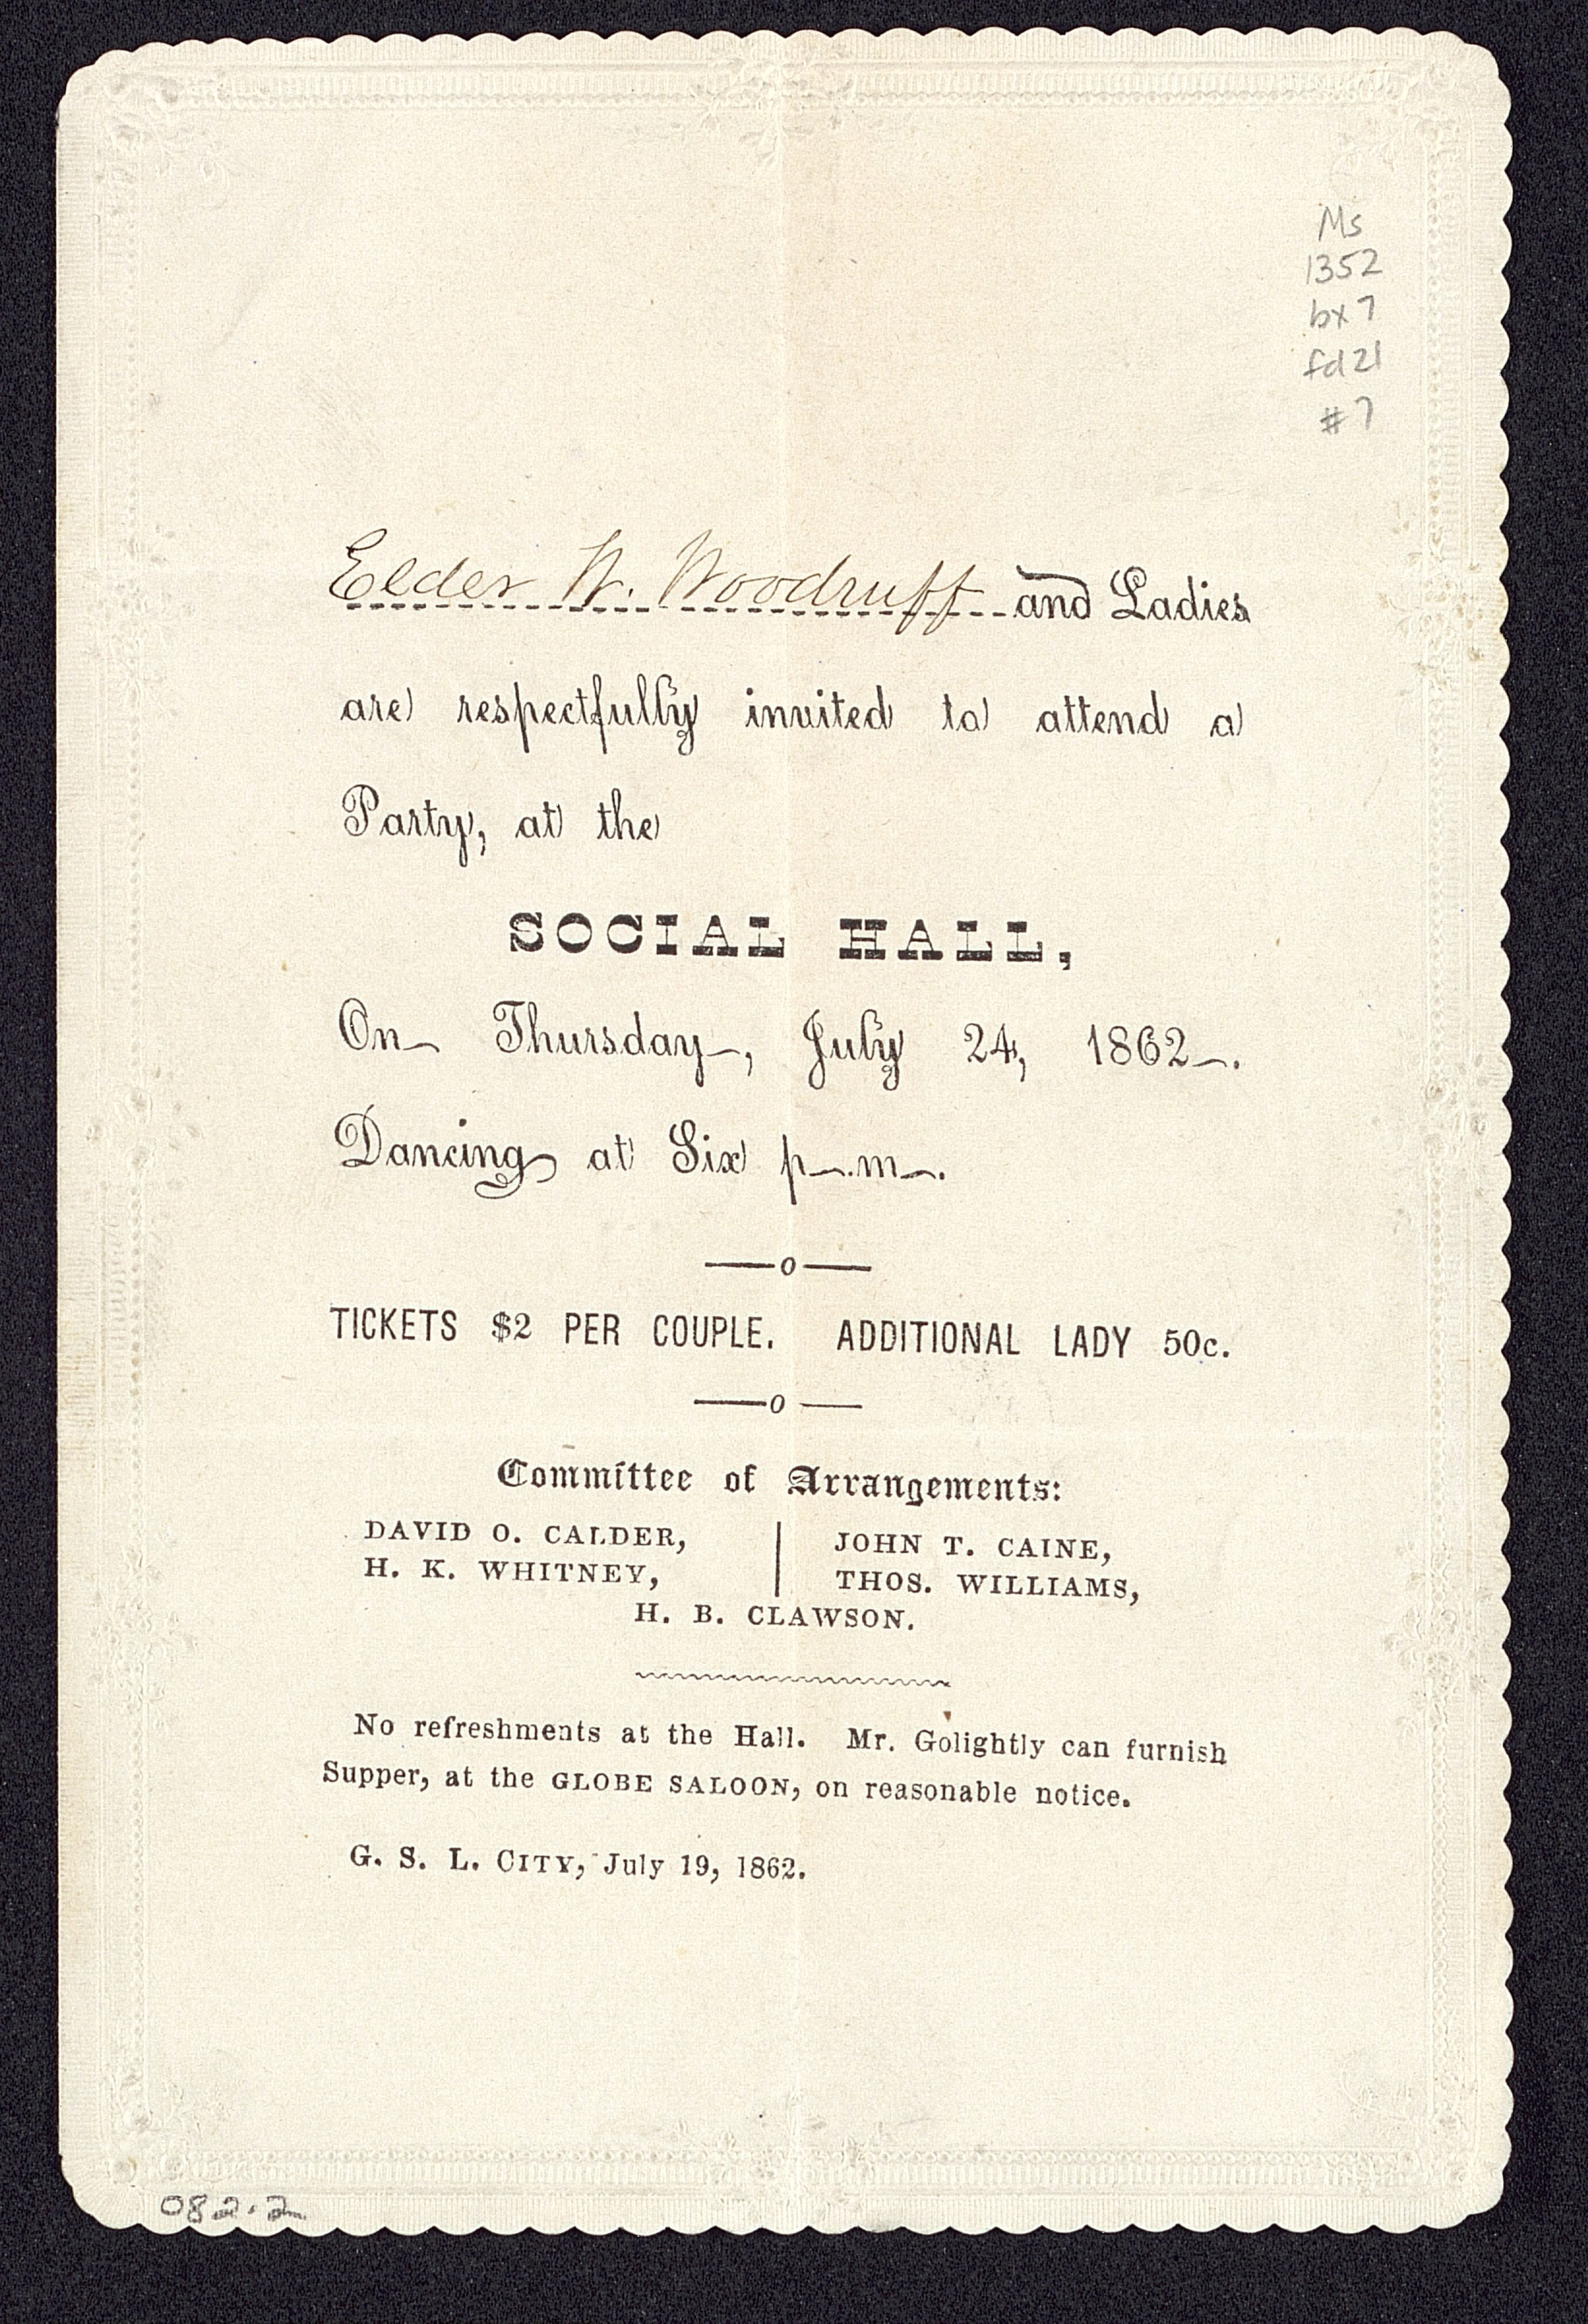 Ms
1352
bx 7
fd 21
#7
Elder W. Woodruff and Ladies
are respectfully invited to attend a
Party, at the
SOCIAL HALL,
On Thursday, July 24, 1862.
Dancing at Six p.m.
—o—
TICKETS $2 PER COUPLE. ADDITIONAL LADY 50c.
—o—
Committee of Arrangements:
DAVID O. CALDER, JOHN T. CAINE,
H. K. WHITNEY, THOS. WILLIAMS,
H. B. CLAWSON.
No refreshments at the Hall. Mr. Golightly can furnish
Supper, at the GLOBE SALOON, on reasonable notice.
G. S. L. CITY, July 19, 1862.
082.2